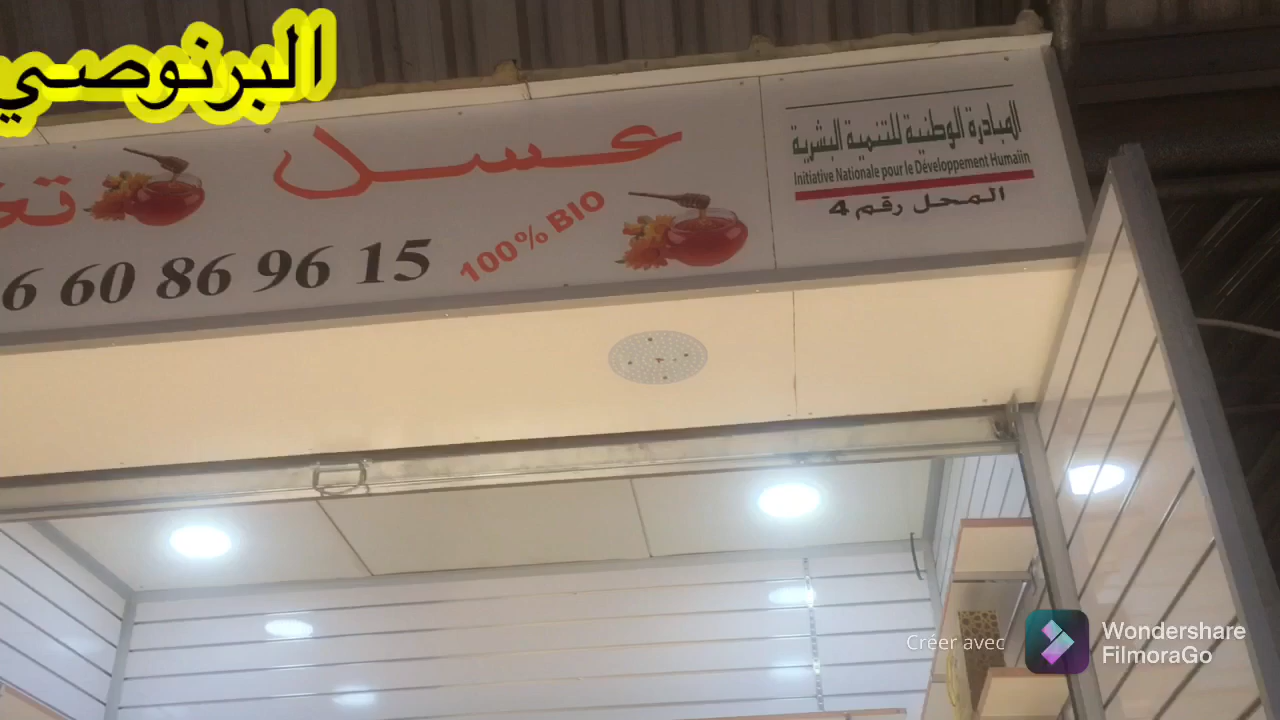 البرنوصي
عسل
100% BIO
6 60 86 96 15
المبادرة الوطنية للتنمية البشرية
Initiative Nationale pour le Développement Humaiin
المحل رقم 4
Créer avec
Wondershare
FilmoraGo